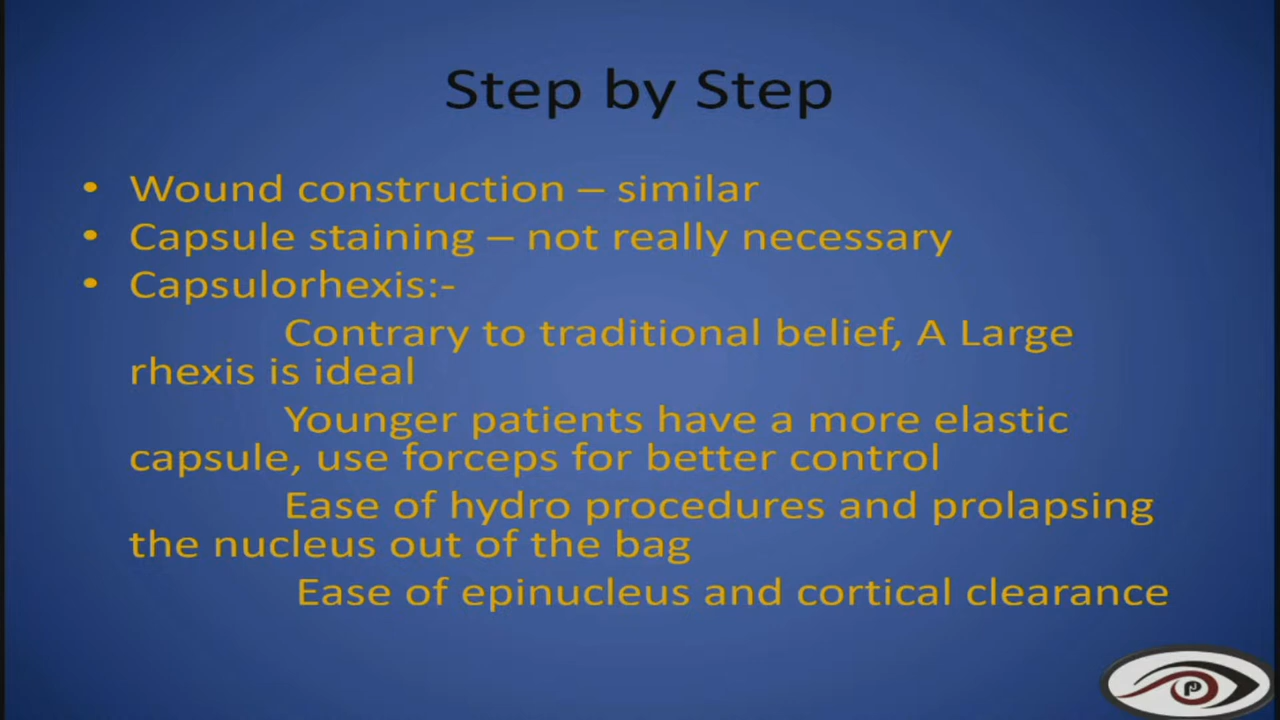 Step by Step
• Wound construction – similar
• Capsule staining – not really necessary
• Capsulorhexis:-
Contrary to traditional belief, A Large
rhexis is ideal
Younger patients have a more elastic
capsule, use forceps for better control
Ease of hydro procedures and prolapsing
the nucleus out of the bag
Ease of epinucleus and cortical clearance